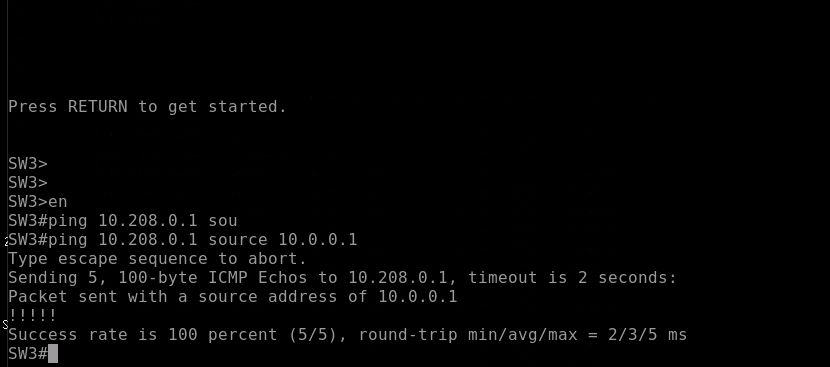 Press RETURN to get started.
SW3>
SW3>
SW3>en
SW3#ping 10.208.0.1 sou
SW3#ping 10.208.0.1 source 10.0.0.1
Type escape sequence to abort.
Sending 5, 100-byte ICMP Echos to 10.208.0.1, timeout is 2 seconds:
Packet sent with a source address of 10.0.0.1
!!!!!
Success rate is 100 percent (5/5), round-trip min/avg/max = 2/3/5 ms
SW3#